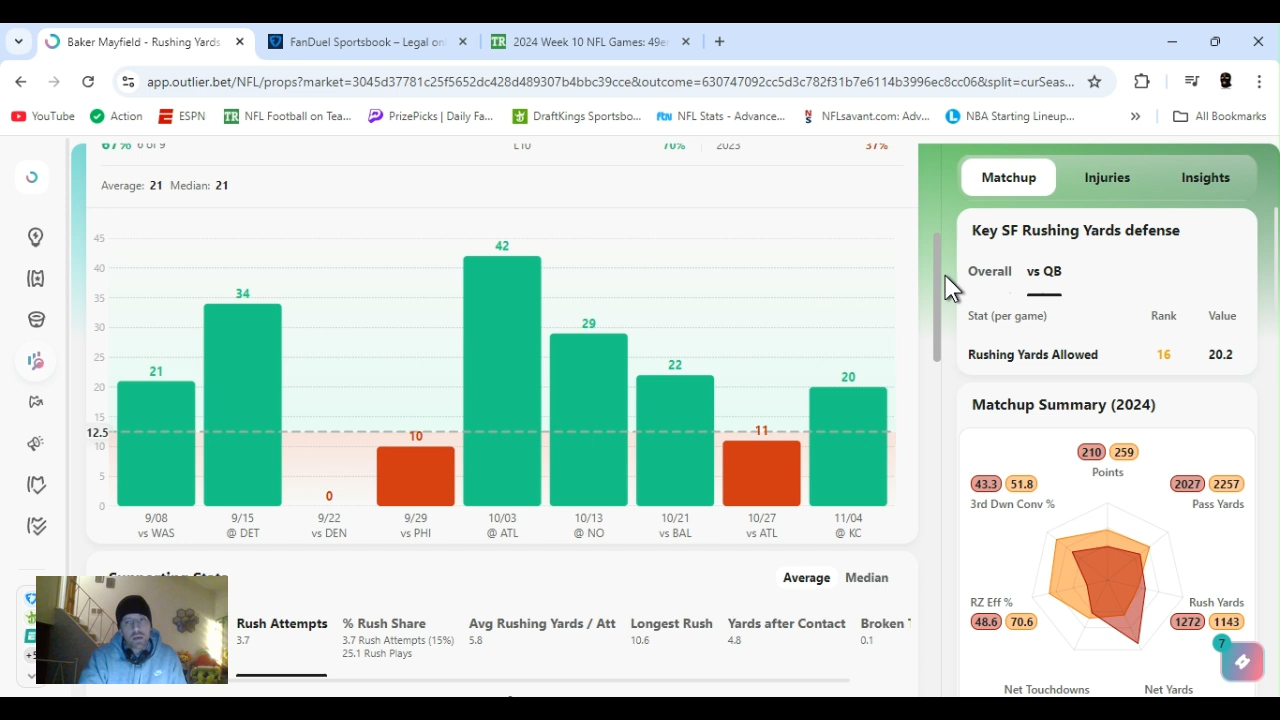 Baker Mayfield - Rushing Yards
FanDuel Sportsbook – Legal on
2024 Week 10 NFL Games: 49e
app.outlier.bet/NFL/props?market=3045d37781c25f5652dc428d489307b4bbc39cce&outcome=630747092cc5d3c782f31b7e6114b3996ec8cc06&split=curSeas...
YouTube
Action
ESPN
NFL Football on Tea...
PrizePicks | Daily Fa...
DraftKings Sportsbo...
NFL Stats - Advance...
NFLsavant.com: Adv...
NBA Starting Lineup...
All Bookmarks
67% 6 of 9 L10 70% 2023 37%
Average: 21 Median: 21
45
40
35
30
25
20
15
12.5
10
5
0
21
34
0
10
42
29
22
11
20
9/08 9/15 9/22 9/29 10/03 10/13 10/21 10/27 11/04
vs WAS @ DET vs DEN vs PHI @ ATL @ NO vs BAL vs ATL @ KC
Average Median
Rush Attempts % Rush Share Avg Rushing Yards / Att Longest Rush Yards after Contact Broken
3.7 3.7 Rush Attempts (15%) 5.8 10.6 4.8 0.1
25.1 Rush Plays
Matchup Injuries Insights
Key SF Rushing Yards defense
Overall vs QB
Stat (per game) Rank Value
Rushing Yards Allowed 16 20.2
Matchup Summary (2024)
210 259
Points
43.3 51.8
3rd Dwn Conv %
2027 2257
Pass Yards
RZ Eff %
48.6 70.6
Rush Yards
1272 1143
7
Net Touchdowns Net Yards